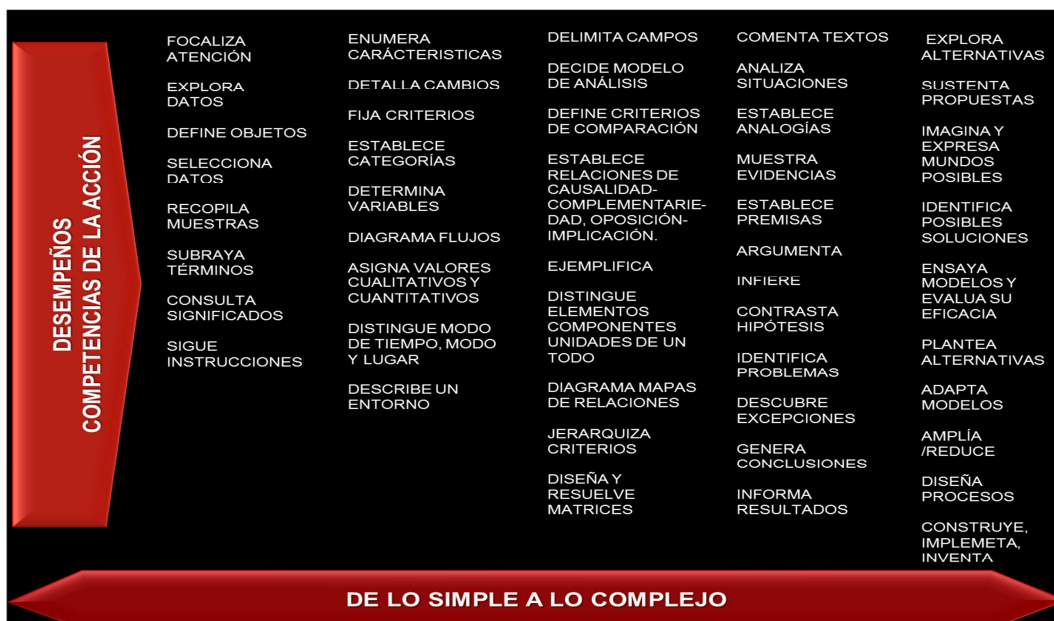 DESEMPEÑOS
COMPETENCIAS DE LA ACCIÓN
FOCALIZA
ATENCIÓN
EXPLORA
DATOS
DEFINE OBJETOS
SELECCIONA
DATOS
RECOPILA
MUESTRAS
SUBRAYA
TÉRMINOS
CONSULTA
SIGNIFICADOS
SIGUE
INSTRUCCIONES
ENUMERA
CARÁCTERISTICAS
DETALLA CAMBIOS
FIJA CRITERIOS
ESTABLECE
CATEGORÍAS
DETERMINA
VARIABLES
DIAGRAMA FLUJOS
ASIGNA VALORES
CUALITATIVOS Y
CUANTITATIVOS
DISTINGUE MODO
DE TIEMPO, MODO
Y LUGAR
DESCRIBE UN
ENTORNO
DELIMITA CAMPOS
DECIDE MODELO
DE ANÁLISIS
DEFINE CRITERIOS
DE COMPARACIÓN
ESTABLECE
RELACIONES DE
CAUSALIDAD-
COMPLEMENTARIE-
DAD, OPOSICIÓN-
IMPLICACIÓN.
EJEMPLIFICA
DISTINGUE
ELEMENTOS
COMPONENTES
UNIDADES DE UN
TODO
DIAGRAMA MAPAS
DE RELACIONES
JERARQUIZA
CRITERIOS
DISEÑA Y
RESUELVE
MATRICES
COMENTA TEXTOS
ANALIZA
SITUACIONES
ESTABLECE
ANALOGÍAS
MUESTRA
EVIDENCIAS
ESTABLECE
PREMISAS
ARGUMENTA
INFIERE
CONTRASTA
HIPÓTESIS
IDENTIFICA
PROBLEMAS
DESCUBRE
EXCEPCIONES
GENERA
CONCLUSIONES
INFORMA
RESULTADOS
EXPLORA
ALTERNATIVAS
SUSTENTA
PROPUESTAS
IMAGINA Y
EXPRESA
MUNDOS
POSIBLES
IDENTIFICA
POSIBLES
SOLUCIONES
ENSAYA
MODELOS Y
EVALUA SU
EFICACIA
PLANTEA
ALTERNATIVAS
ADAPTA
MODELOS
AMPLÍA
/REDUCE
DISEÑA
PROCESOS
CONSTRUYE,
IMPLEMETA,
INVENTA
DE LO SIMPLE A LO COMPLEJO